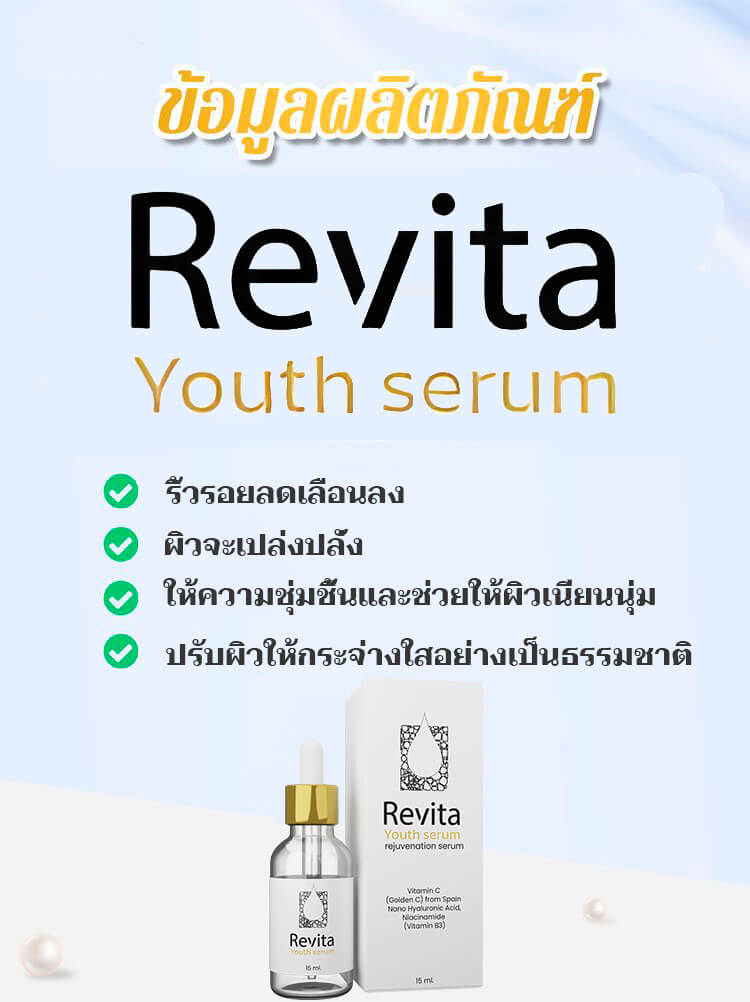 ข้อมูลผลิตภัณฑ์
Revita
Youth serum
ริ้วรอยลดเลือนลง
ผิวจะเปล่งปลั่ง
ให้ความชุ่มชื้นและช่วยให้ผิวเนียนนุ่ม
ปรับผิวให้กระจ่างใสอย่างเป็นธรรมชาติ
Revita
Youth serum
rejuvenation serum
Vitamin C
(Golden C) from Spain
Nano Hyaluronic Acid,
Niacinamide
(Vitamin B3)
15 ml.
Revita
Youth serum
15 ml.